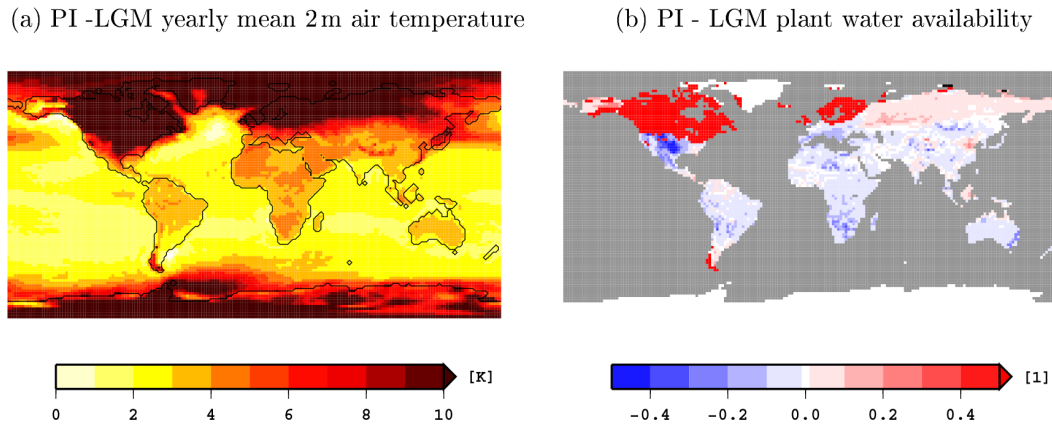 (a) PI -LGM yearly mean 2 m air temperature
(b) PI - LGM plant water availability
[K]
0 2 4 6 8 10
[1]
-0.4 -0.2 0.0 0.2 0.4